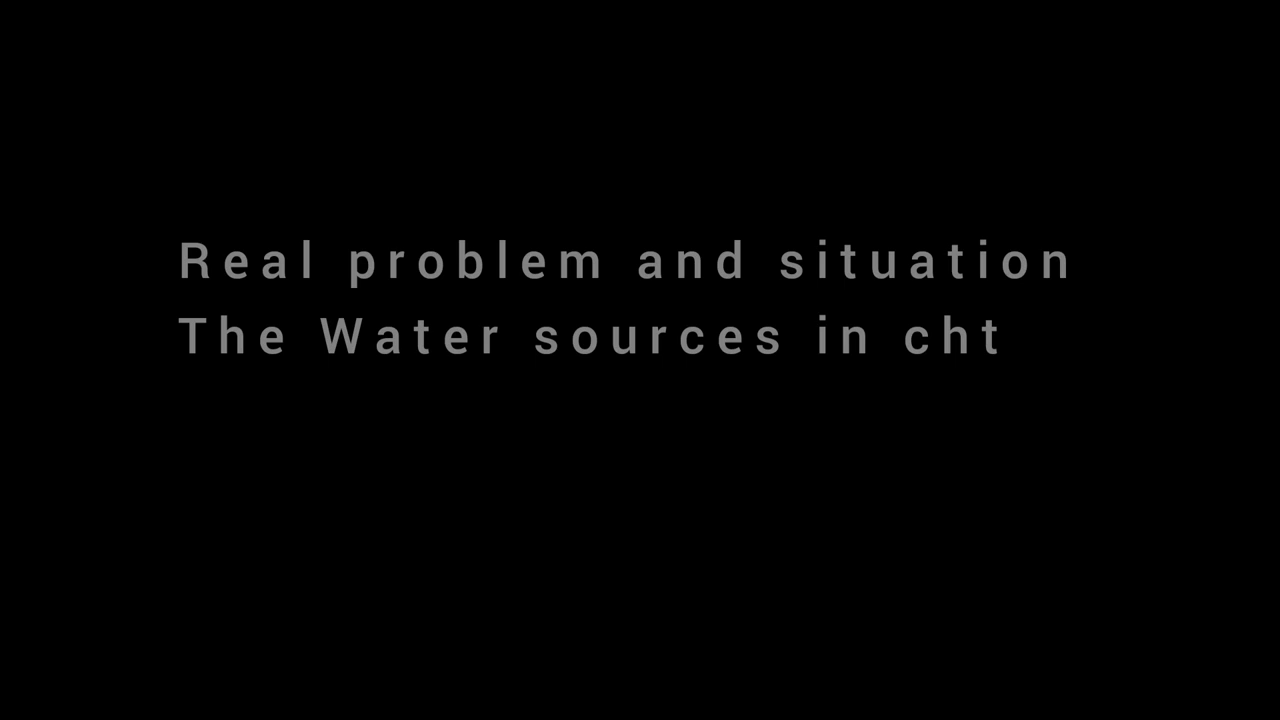 Real problem and situation
The Water sources in cht